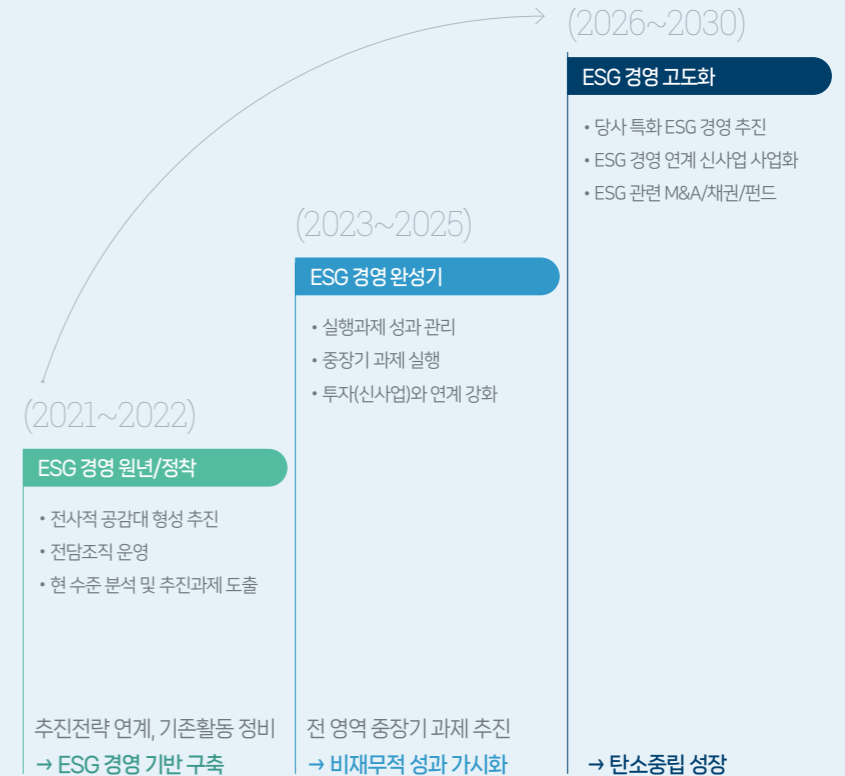 (2026~2030)
ESG 경영 고도화
• 당사 특화 ESG 경영 추진
• ESG 경영 연계 신사업 사업화
• ESG 관련 M&A/채권/펀드
(2023~2025)
ESG 경영 완성기
• 실행과제 성과 관리
• 중장기 과제 실행
• 투자(신사업)와 연계 강화
(2021~2022)
ESG 경영 원년/정착
• 전사적 공감대 형성 추진
• 전담조직 운영
• 현 수준 분석 및 추진과제 도출
추진전략 연계, 기존활동 정비
→ ESG 경영 기반 구축
전 영역 중장기 과제 추진
→ 비재무적 성과 가시화
→ 탄소중립 성장